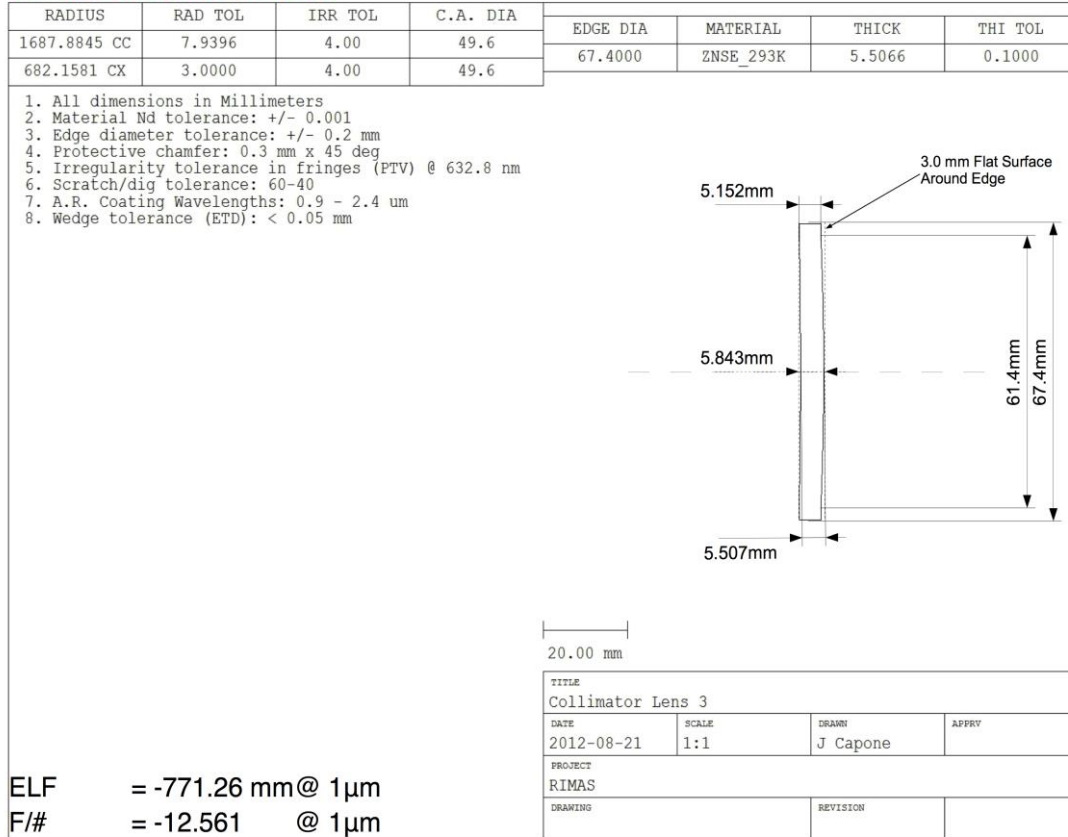 RADIUS RAD TOL IRR TOL C.A. DIA
1687.8845 CC 7.9396 4.00 49.6
682.1581 CX 3.0000 4.00 49.6
EDGE DIA MATERIAL THICK THI TOL
67.4000 ZNSE_293K 5.5066 0.1000
1. All dimensions in Millimeters
2. Material Nd tolerance: +/- 0.001
3. Edge diameter tolerance: +/- 0.2 mm
4. Protective chamfer: 0.3 mm x 45 deg
5. Irregularity tolerance in fringes (PTV) @ 632.8 nm
6. Scratch/dig tolerance: 60-40
7. A.R. Coating Wavelengths: 0.9 - 2.4 um
8. Wedge tolerance (ETD): < 0.05 mm
3.0 mm Flat Surface
Around Edge
5.152mm
5.843mm
61.4mm
67.4mm
5.507mm
20.00 mm
TITLE
Collimator Lens 3
DATE SCALE DRAWN APPRV
2012-08-21 1:1 J Capone
PROJECT
RIMAS
DRAWING REVISION
ELF = -771.26 mm@ 1µm
F/# = -12.561 @ 1µm